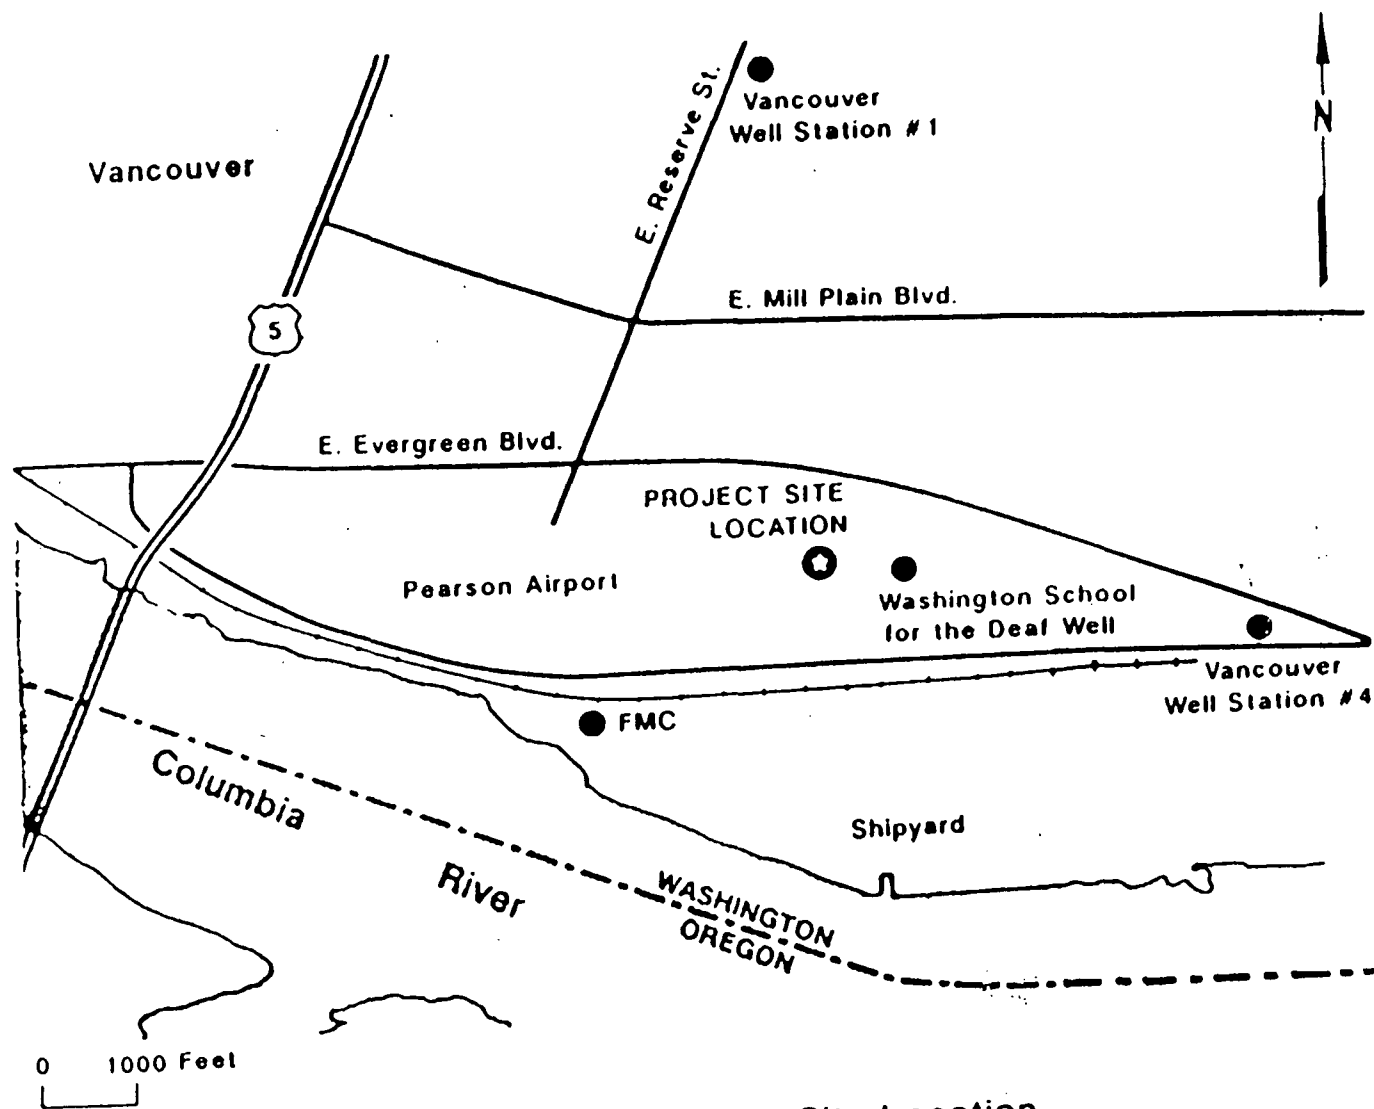 Vancouver
Well Station #1
N
Vancouver
E. Reserve St.
E. Mill Plain Blvd.
5
E. Evergreen Blvd.
PROJECT SITE
LOCATION
Pearson Airport
Washington School
for the Deaf Well
Vancouver
Well Station #4
FMC
Columbia
River
Shipyard
WASHINGTON
OREGON
0 1000 Feet